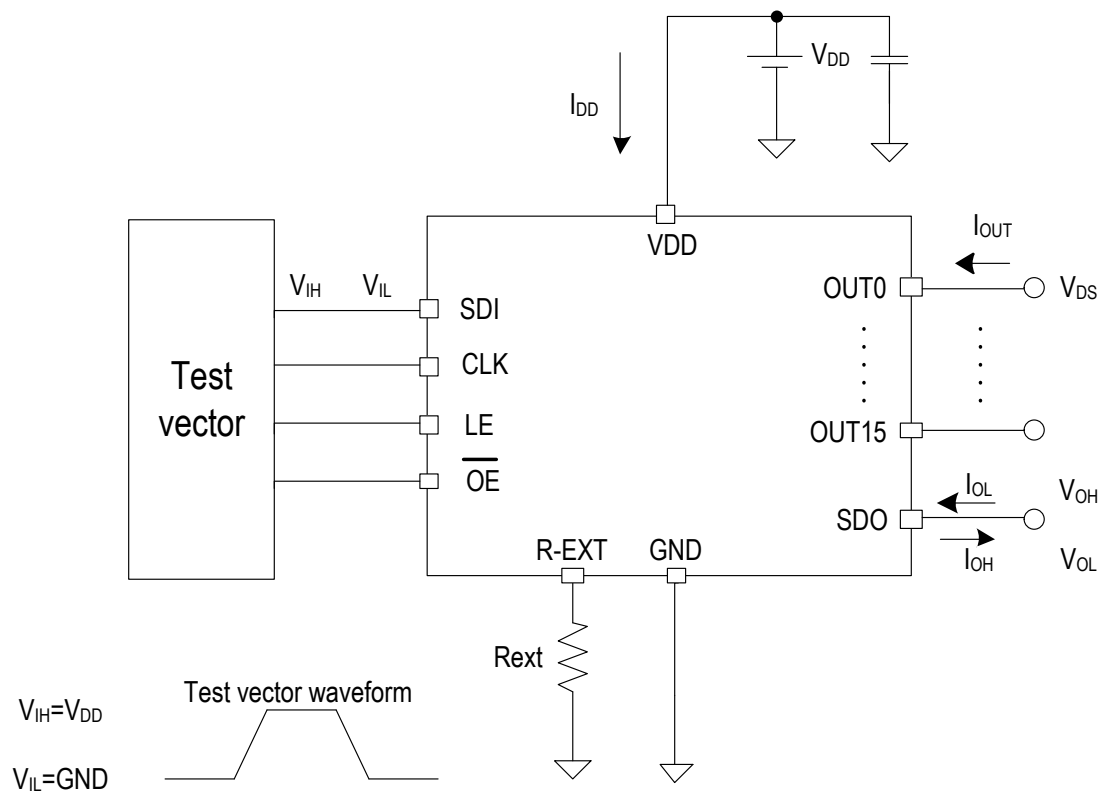 VDD
IDD
VDD
IOUT
VIH VIL
OUT0
VDS
SDI
Test
vector
CLK
LE
OUT15
OE
IOL
VOH
SDO
R-EXT
GND
IOH
VOL
Rext
Test vector waveform
VIH=VDD
VIL=GND